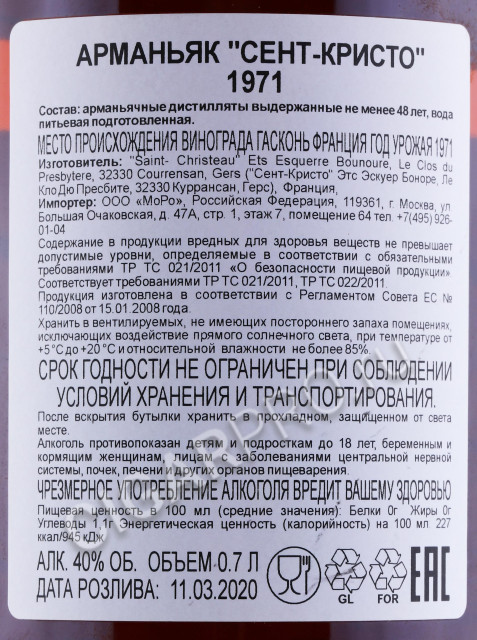 АРМАНЬЯК "СЕНТ-КРИСТО"
1971
Состав: арманьячные дистилляты выдержанные не менее 48 лет, вода
питьевая подготовленная.
МЕСТО ПРОИСХОЖДЕНИЯ ВИНОГРАДА ГАСКОНЬ ФРАНЦИЯ ГОД УРОЖАЯ 1971
Изготовитель: "Saint- Christeau" Ets Esquerre Bounoure, Le Clos du
Presbytere, 32330 Courrensan, Gers ("Сент-Кристо" Этс Эскуер Боноре, Ле
Кло Дю Пресбите, 32330 Куррансан, Герс), Франция,
Импортер: ООО «МоРо», Российская Федерация, 119361, г. Москва, ул.
Большая Очаковская, д. 47А, стр. 1, этаж 7, помещение 64 тел. +7(495) 926-
01-04
Содержание в продукции вредных для здоровья веществ не превышает
допустимые уровни, определяемые в соответствии с обязательными
требованиями ТР ТС 021/2011 «О безопасности пищевой продукции»
Соответствует требованиям ТР ТС 021/2011, ТР ТС 022/2011.
Продукция изготовлена в соответствии с Регламентом Совета ЕС №
110/2008 от 15.01.2008 года.
Хранить в вентилируемых, не имеющих постороннего запаха помещениях,
исключающих воздействие прямого солнечного света, при температуре от
+5°С до +20°С и относительной влажности не более 85%.
СРОК ГОДНОСТИ НЕ ОГРАНИЧЕН ПРИ СОБЛЮДЕНИИ
УСЛОВИЙ ХРАНЕНИЯ И ТРАНСПОРТИРОВАНИЯ.
После вскрытия бутылки хранить в прохладном, защищенном от света
месте.
Алкоголь противопоказан детям и подросткам до 18 лет, беременным и
кормящим женщинам, лицам с заболеваниями центральной нервной
системы, почек, печени и других органов пищеварения.
ЧРЕЗМЕРНОЕ УПОТРЕБЛЕНИЕ АЛКОГОЛЯ ВРЕДИТ ВАШЕМУ ЗДОРОВЬЮ
Пищевая ценность в 100 мл (средние значения): Белки 0г Жиры 0г
Углеводы 1,1г Энергетическая ценность (калорийность) на 100 мл 227
ккал/945 кДж
АЛК. 40% ОБ. ОБЪЕМ 0.7 Л
ДАТА РОЗЛИВА: 11.03.2020
GL FOR EAC
CIGARPRO.RU